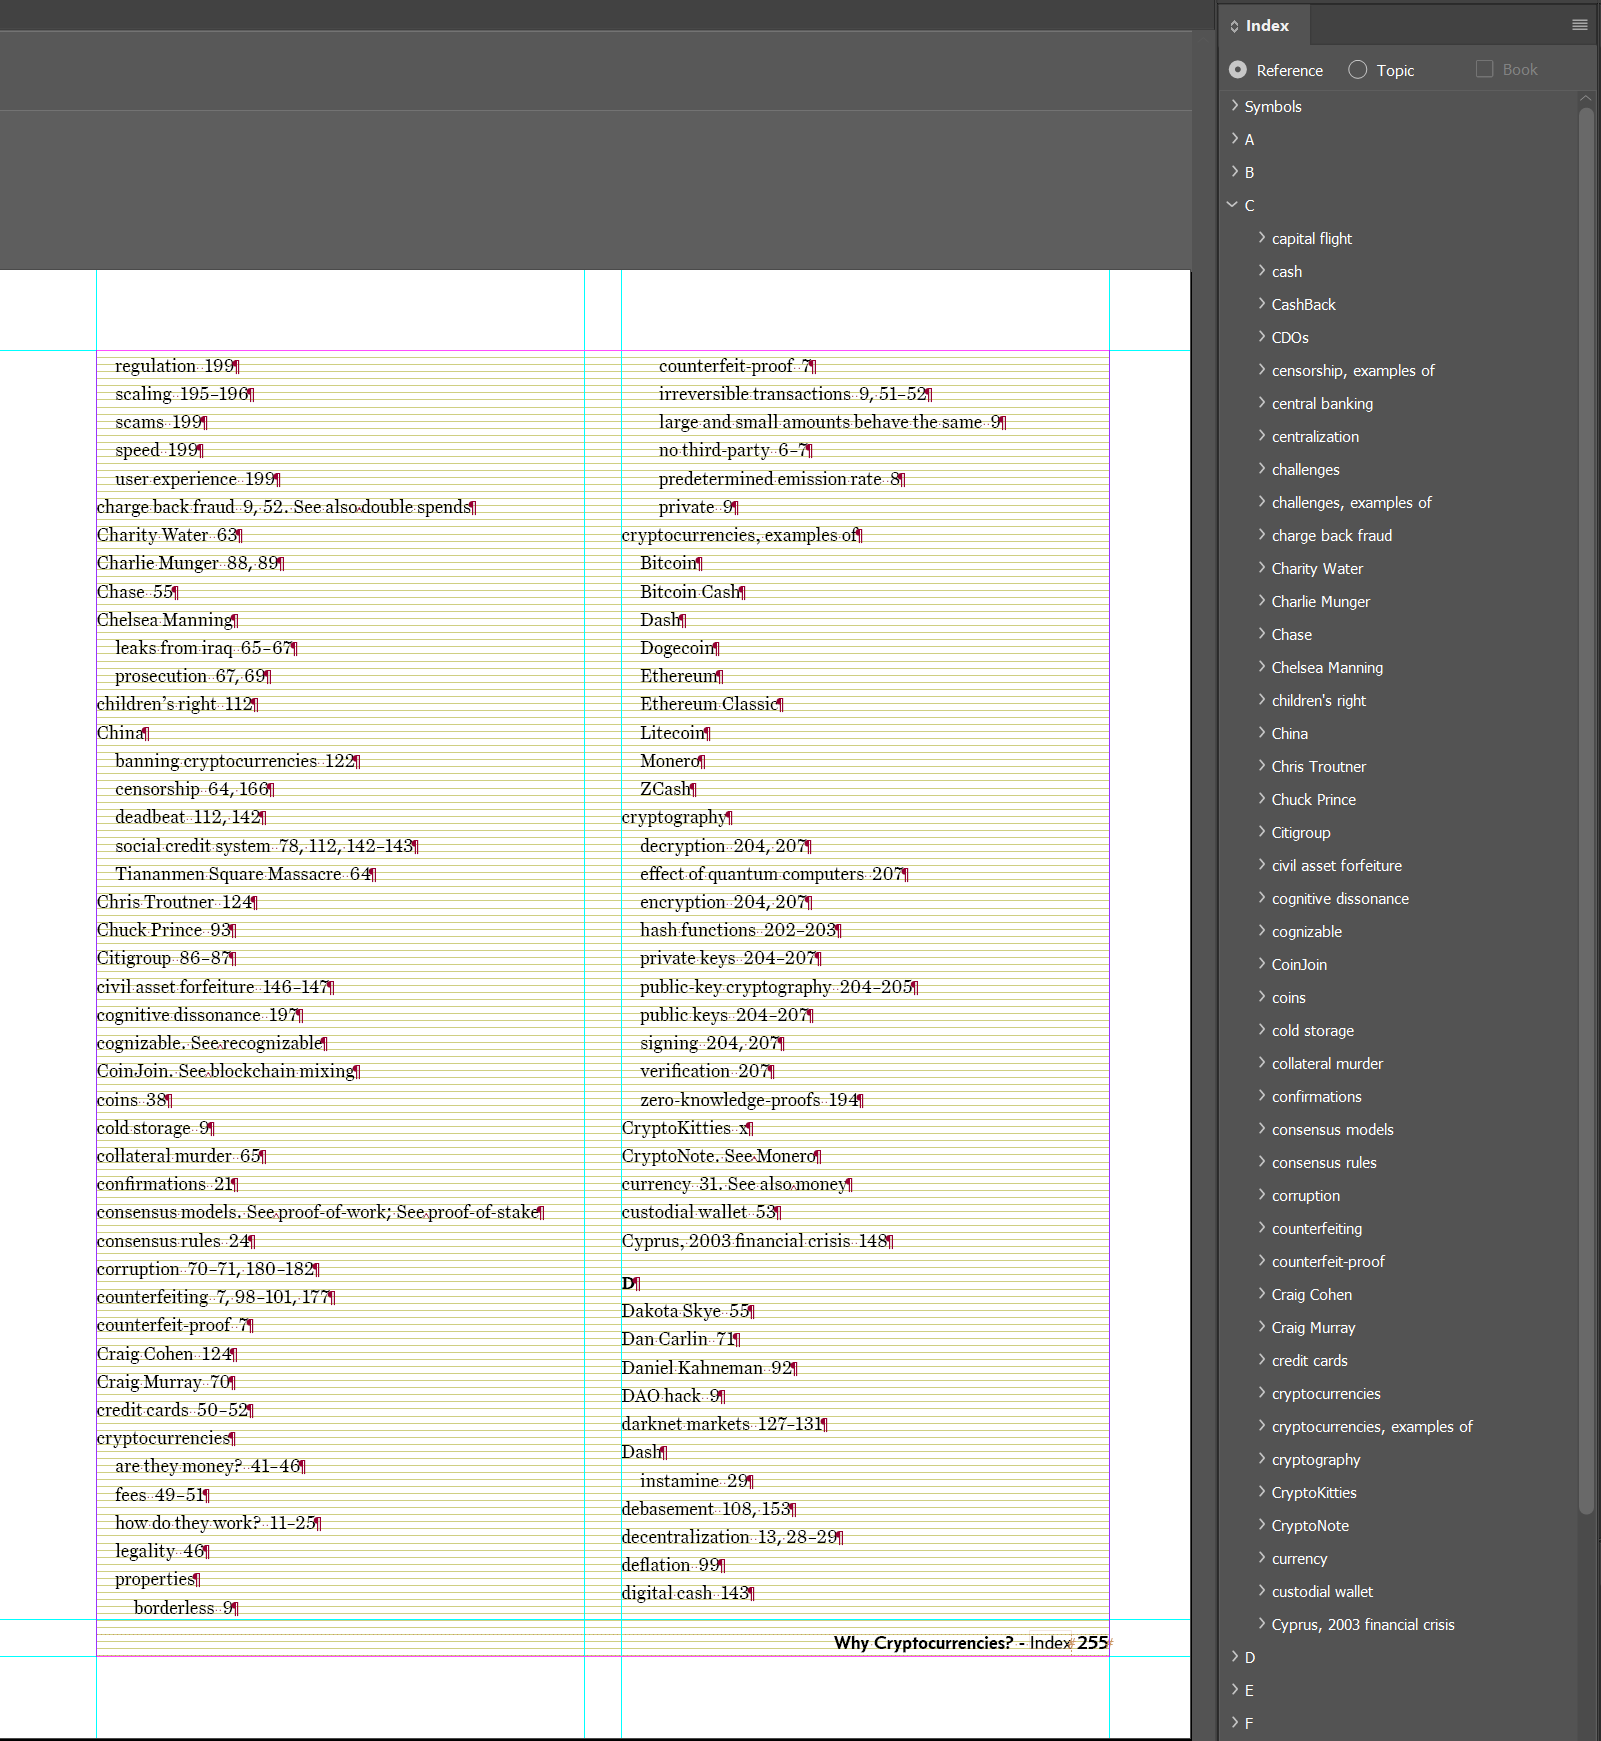 regulation 199¶
scaling 195–196¶
scams 199¶
speed 199¶
user experience 199¶
charge back fraud 9, 52. See also double spends¶
Charity Water 63¶
Charlie Munger 88, 89¶
Chase 55¶
Chelsea Manning¶
leaks from iraq 65–67¶
prosecution 67, 69¶
children’s right 112¶
China¶
banning cryptocurrencies 122¶
censorship 64, 166¶
deadbeat 112, 142¶
social credit system 78, 112, 142–143¶
Tiananmen Square Massacre 64¶
Chris Troutner 124¶
Chuck Prince 93¶
Citigroup 86–87¶
civil asset forfeiture 146–147¶
cognitive dissonance 197¶
cognizable. See recognizable¶
CoinJoin. See blockchain mixing¶
coins 38¶
cold storage 9¶
collateral murder 65¶
confirmations 21¶
consensus models. See proof-of-work; See proof-of-stake¶
consensus rules 24¶
corruption 70–71, 180–182¶
counterfeiting 7, 98–101, 177¶
counterfeit-proof 7¶
Craig Cohen 124¶
Craig Murray 70¶
credit cards 50–52¶
cryptocurrencies¶
are they money? 41–46¶
fees 49–51¶
how do they work? 11–25¶
legality 46¶
properties¶
borderless 9¶
counterfeit-proof 7¶
irreversible transactions 9, 51–52¶
large and small amounts behave the same 9¶
no third-party 6–7¶
predetermined emission rate 8¶
private 9¶
cryptocurrencies, examples of¶
Bitcoin¶
Bitcoin Cash¶
Dash¶
Dogecoin¶
Ethereum¶
Ethereum Classic¶
Litecoin¶
Monero¶
ZCash¶
cryptography¶
decryption 204, 207¶
effect of quantum computers 207¶
encryption 204, 207¶
hash functions 202–203¶
private keys 204–207¶
public-key cryptography 204–205¶
public keys 204–207¶
signing 204, 207¶
verification 207¶
zero-knowledge-proofs 194¶
CryptoKitties x¶
CryptoNote. See Monero¶
currency 31. See also money¶
custodial wallet 53¶
Cyprus, 2003 financial crisis 148¶
D¶
Dakota Skye 55¶
Dan Carlin 71¶
Daniel Kahneman 92¶
DAO hack 9¶
darknet markets 127–131¶
Dash¶
instamine 29¶
debasement 108, 153¶
decentralization 13, 28–29¶
deflation 99¶
digital cash 143¶
Why Cryptocurrencies? - Index# 255#
Index
Reference Topic Book
Symbols
A
B
C
capital flight
cash
CashBack
CDOs
censorship, examples of
central banking
centralization
challenges
challenges, examples of
charge back fraud
Charity Water
Charlie Munger
Chase
Chelsea Manning
children's right
China
Chris Troutner
Chuck Prince
Citigroup
civil asset forfeiture
cognitive dissonance
cognizable
CoinJoin
coins
cold storage
collateral murder
confirmations
consensus models
consensus rules
corruption
counterfeiting
counterfeit-proof
Craig Cohen
Craig Murray
credit cards
cryptocurrencies
cryptocurrencies, examples of
cryptography
CryptoKitties
CryptoNote
currency
custodial wallet
Cyprus, 2003 financial crisis
D
E
F